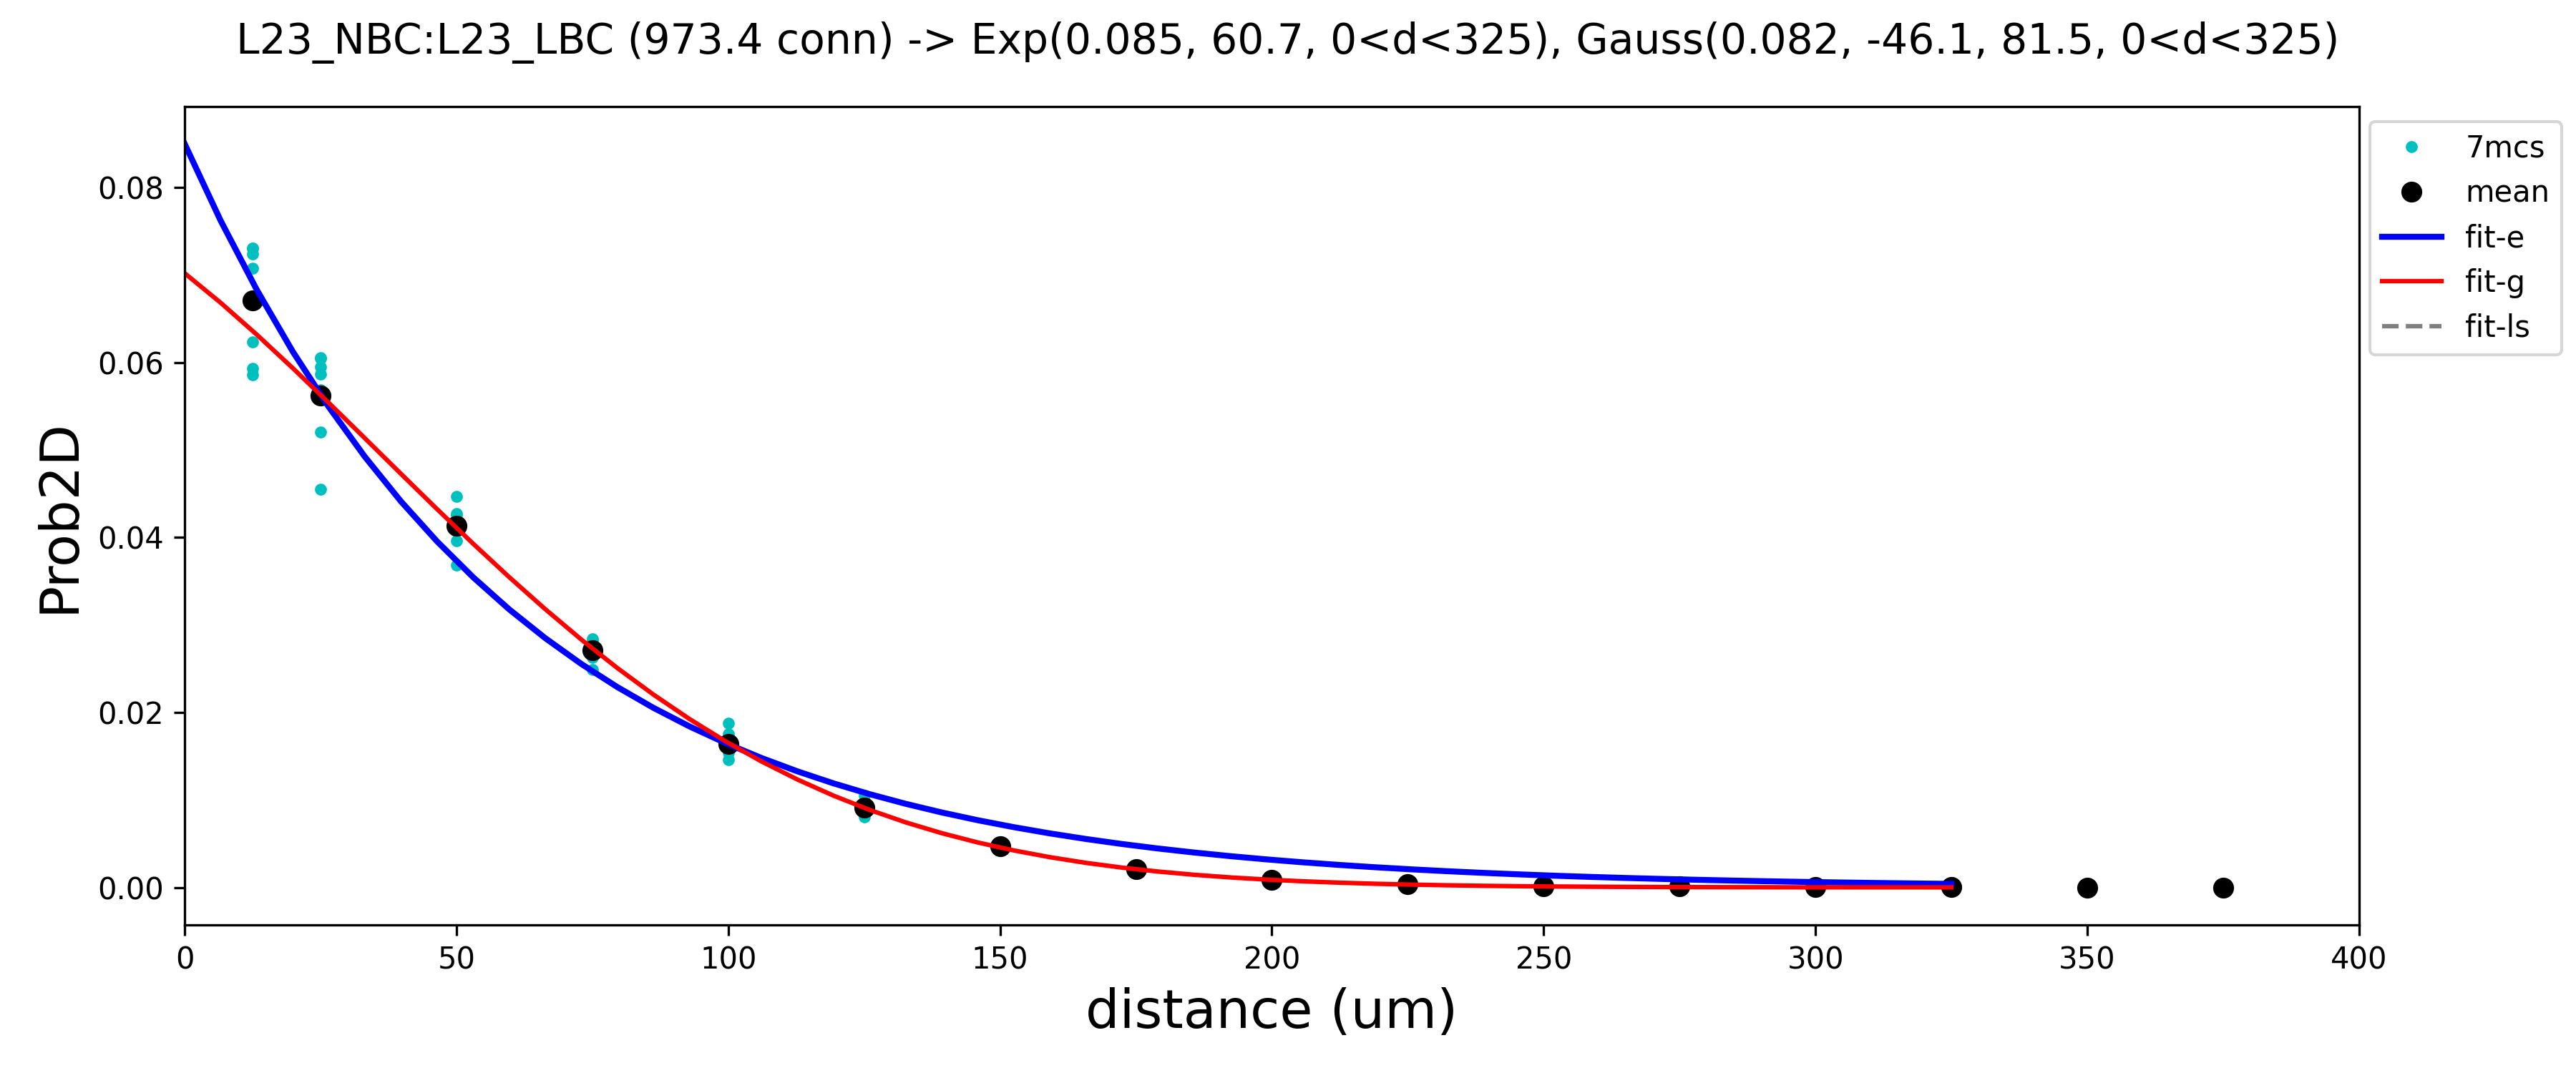 L23_NBC:L23_LBC (973.4 conn) -> Exp(0.085, 60.7, 0<d<325), Gauss(0.082, -46.1, 81.5, 0<d<325)
7mcs
mean
fit-e
fit-g
fit-ls
Prob2D
0.08
0.06
0.04
0.02
0.00
0 50 100 150 200 250 300 350 400
distance (um)